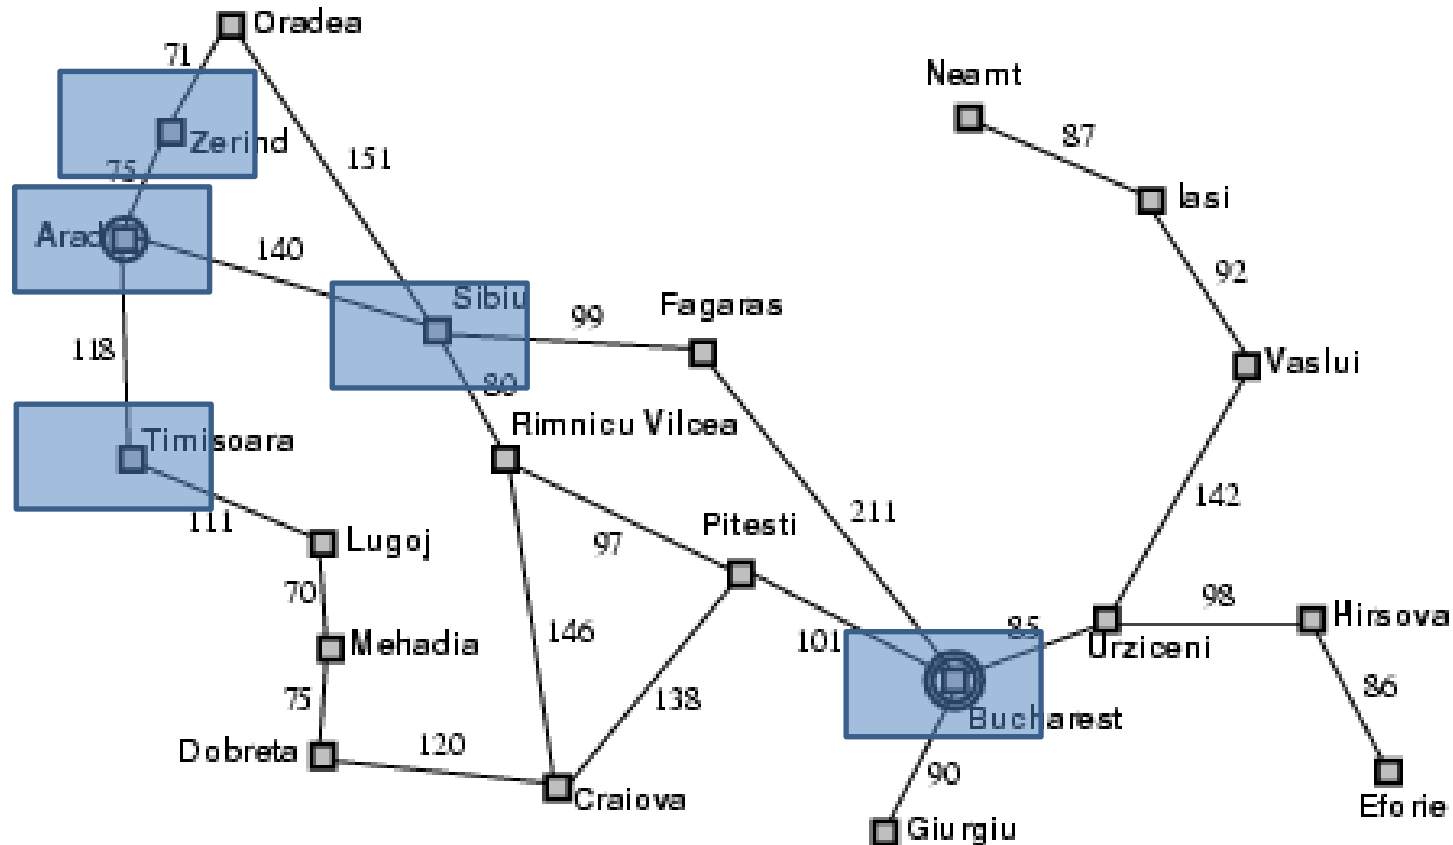 Oradea
71
Neamt
87
Zerind
151
75
Iasi
Arad
140
92
Sibiu
Fagaras
99
118
Vaslui
80
Timisoara
Rimnicu Vilcea
142
111
211
Lugoj
97
Pitesti
70
98
Hirsova
146
101
85
Mehadia
Urziceni
86
75
138
Bucharest
Dobreta
120
90
Craiova
Eforie
Giurgiu